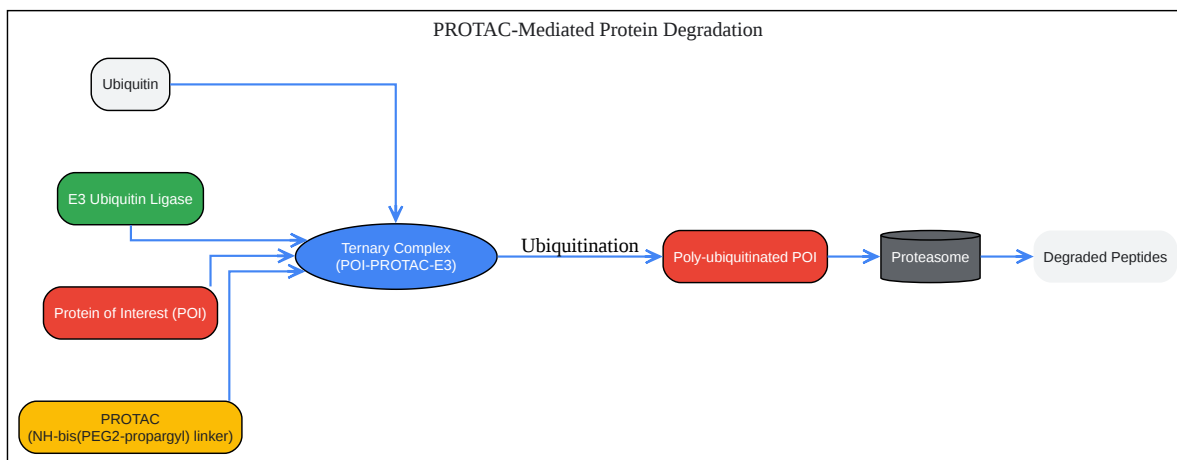 PROTAC-Mediated Protein Degradation
Ubiquitin
E3 Ubiquitin Ligase
Ternary Complex
(POI-PROTAC-E3)
Ubiquitination
Poly-ubiquitinated POI
Proteasome
Degraded Peptides
Protein of Interest (POI)
PROTAC
(NH-bis(PEG2-propargyl) linker)